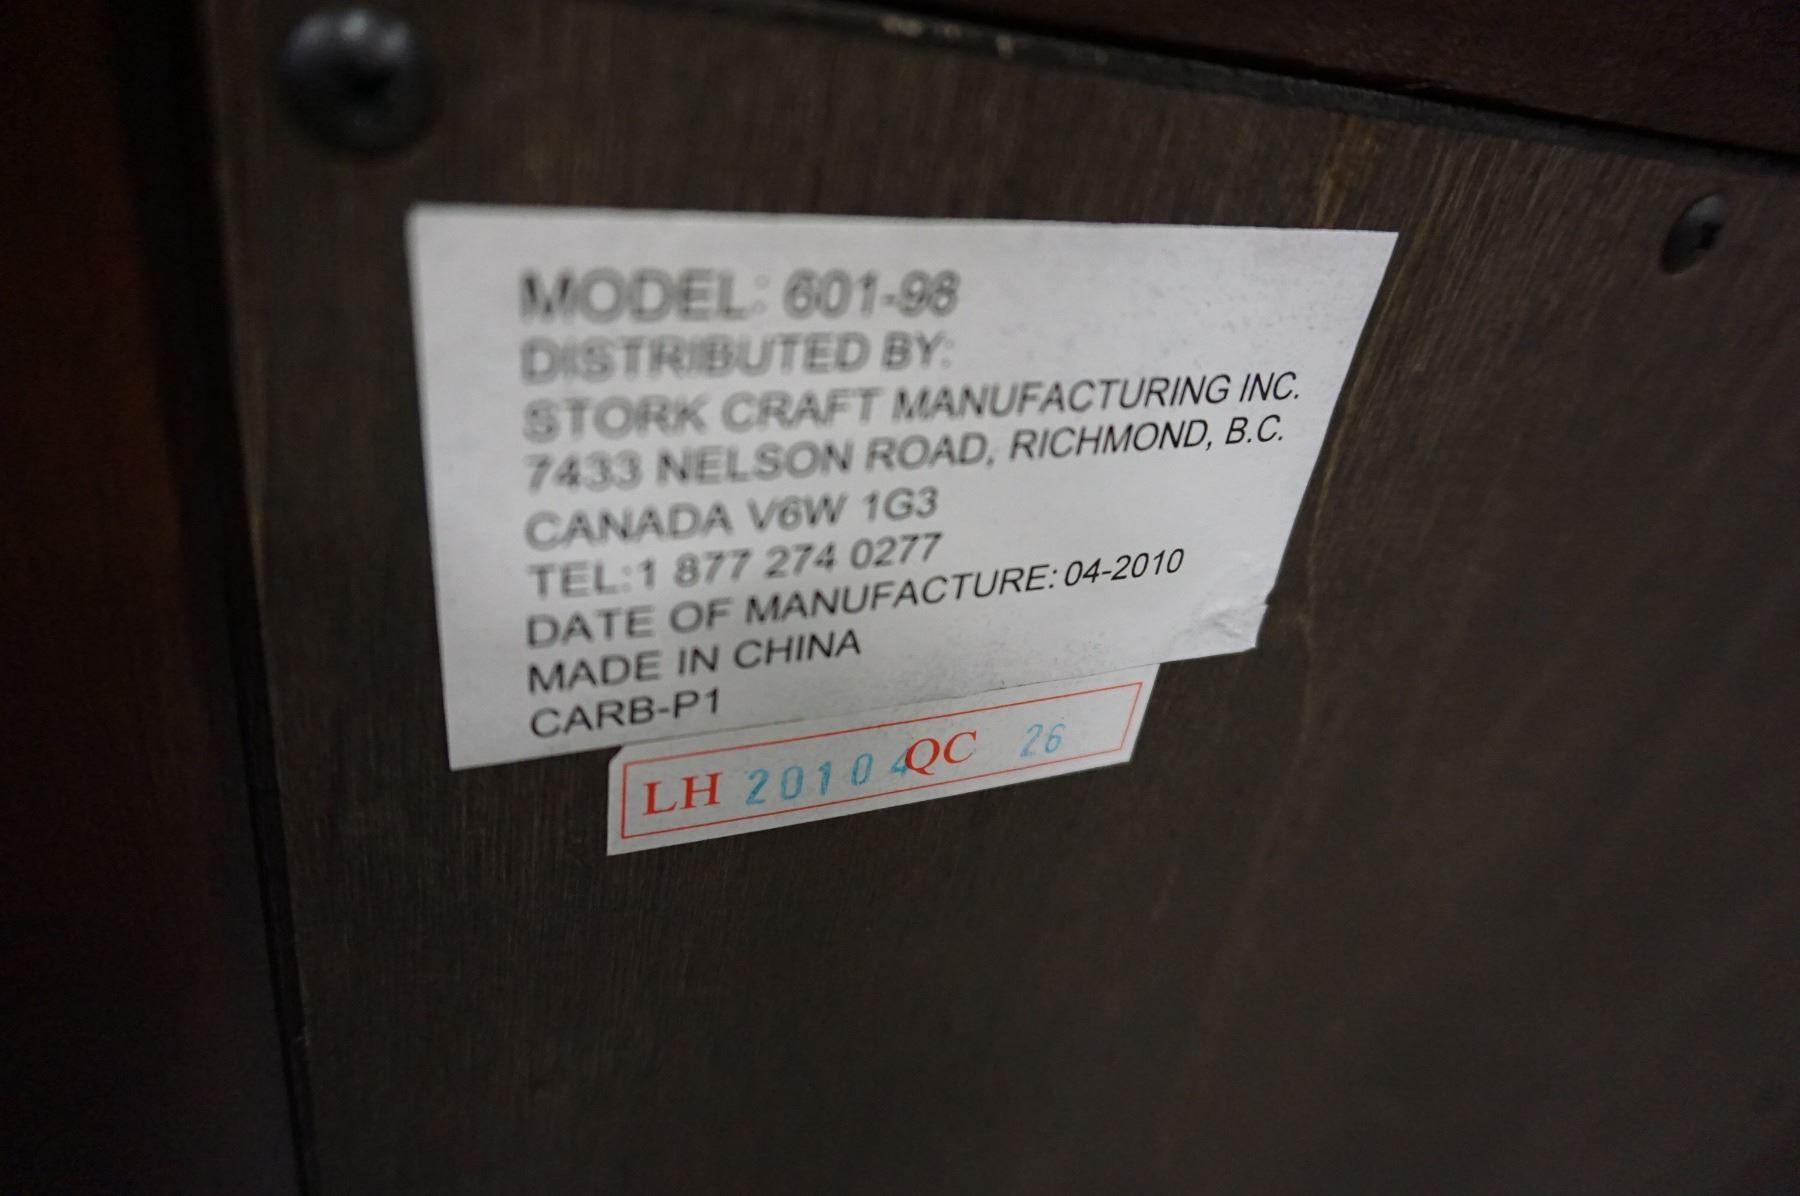 MODEL: 601-98
DISTRIBUTED BY:
STORK CRAFT MANUFACTURING INC.
7433 NELSON ROAD, RICHMOND, B.C.
CANADA V6W 1G3
TEL:1 877 274 0277
DATE OF MANUFACTURE: 04-2010
MADE IN CHINA
CARB-P1
LH 20104 QC 26